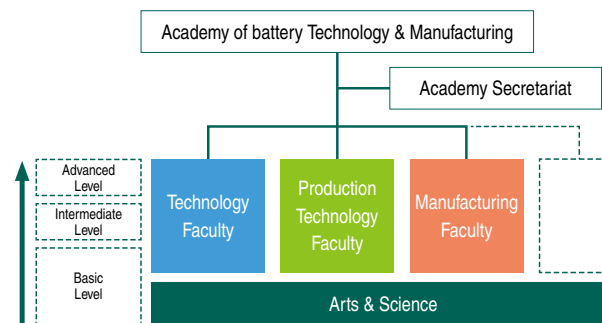 Academy of battery Technology & Manufacturing
Academy Secretariat
Advanced
Level
Intermediate
Level
Basic
Level
Technology
Faculty
Production
Technology
Faculty
Manufacturing
Faculty
Arts & Science